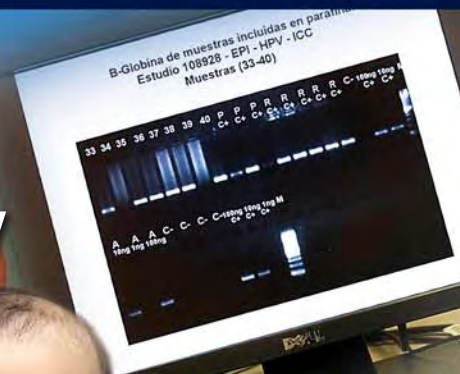 B-Globina de muestras incluidas en parafina
Estudio 108928 - EPI - HPV - ICC
Muestras (33-40)
33 34 35 36 37 38 39 40 P P P R R R R R R C- 100ng 10ng M
C+ C+ C+ C+ C+ C+ C+ C+ C+ C+ C+
A A A C- C- C- C- 100ng 10ng 1ng M
10ng 1ng 100ng C+ C+ C+